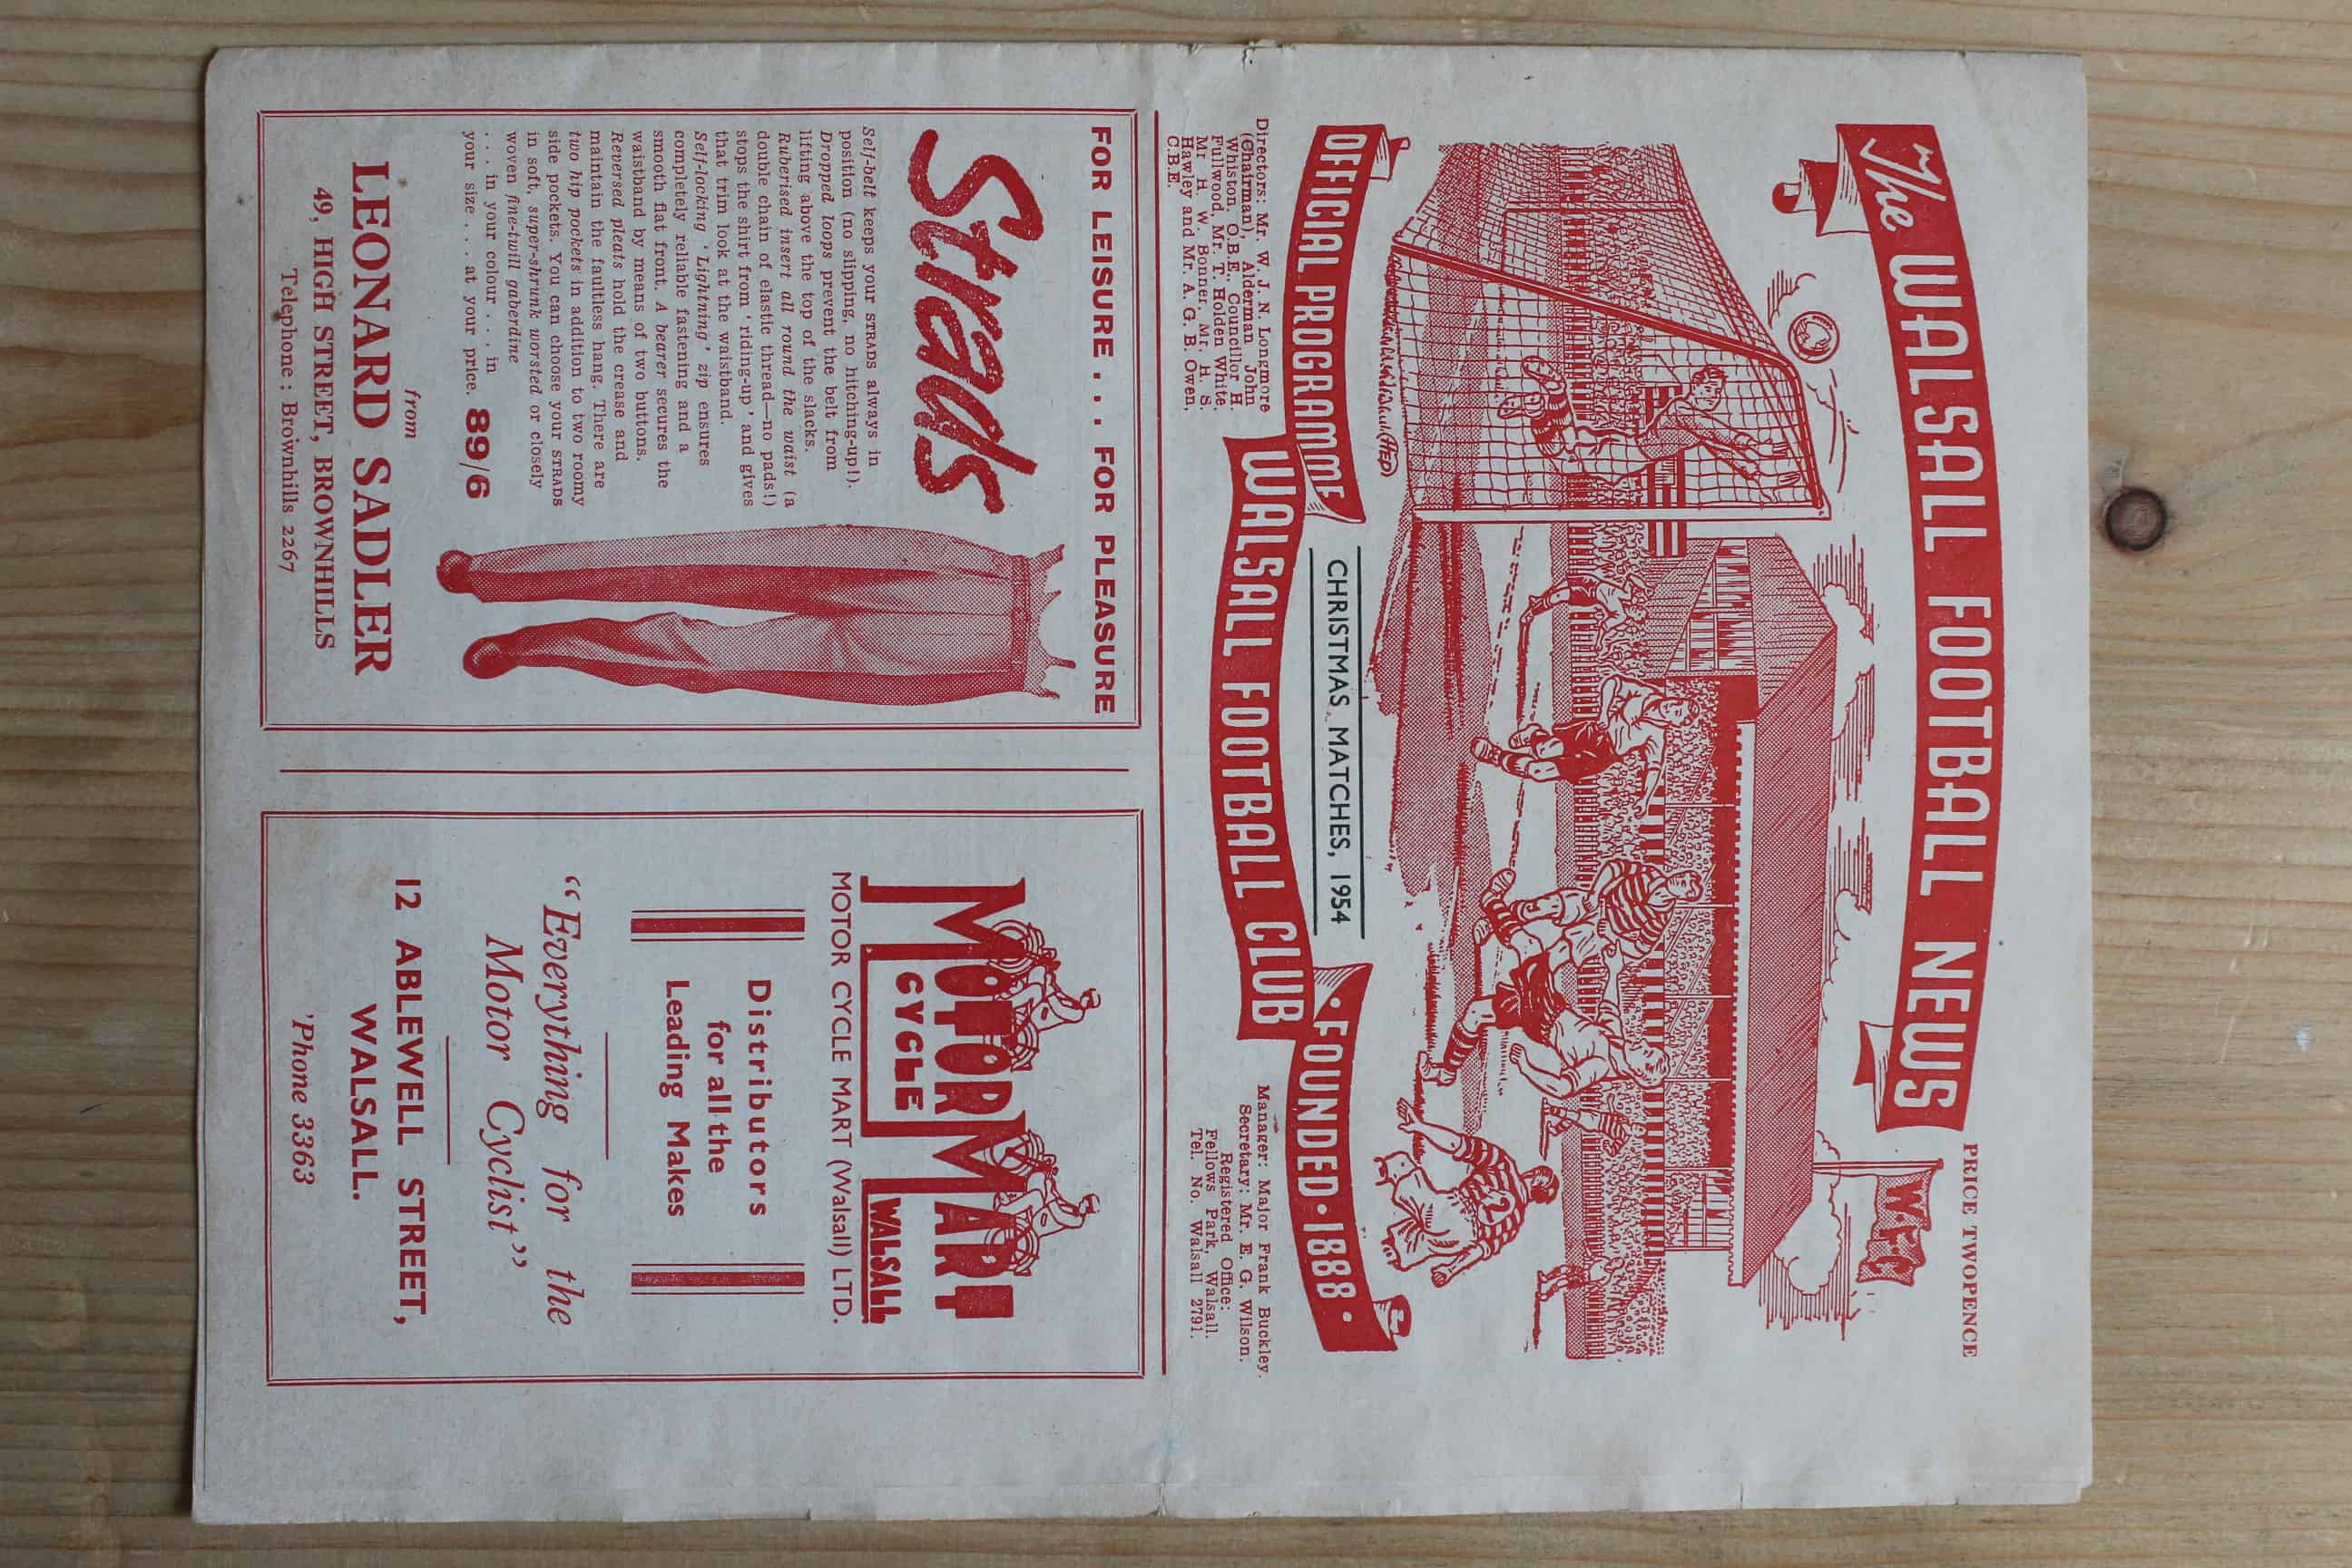 The WALSALL FOOTBALL NEWS
PRICE TWOPENCE
W.F.C
2
OFFICIAL PROGRAMME
CHRISTMAS MATCHES, 1954
WALSALL FOOTBALL CLUB
• FOUNDED • 1888 •
Directors: Mr. W. J. N. Longmore
(Chairman), Alderman John
Whiston, O.B.E., Councillor H.
Fullwood, Mr. T. Holden White.
Mr H. W. Bonner, Mr. H. S.
Hawley and Mr. A. G. B. Owen,
C.B.E.
Manager: Major Frank Buckley.
Secretary: Mr. E. G. Wilson.
Registered Office:
Fellows Park, Walsall.
Tel. No. Walsall 2791.
FOR LEISURE . . . FOR PLEASURE
Strads
Self-belt keeps your STRADS always in
position (no slipping, no hitching-up!).
Dropped loops prevent the belt from
lifting above the top of the slacks.
Ruberised insert all round the waist (a
double chain of elastic thread—no pads!)
stops the shirt from 'riding-up' and gives
that trim look at the waistband.
Self-locking 'Lightning' zip ensures
completely reliable fastening and a
smooth flat front. A bearer secures the
waistband by means of two buttons.
Reversed pleats hold the crease and
maintain the faultless hang. There are
two hip pockets in addition to two roomy
side pockets. You can choose your STRADS
in soft, super-shrunk worsted or closely
woven fine-twill gaberdine
. . . in your colour . . . in
your size . . . at your price. 89/6
from
LEONARD SADLER
49, HIGH STREET, BROWNHILLS
Telephone : Brownhills 2267
MOTOR MART
CYCLE
WALSALL
MOTOR CYCLE MART (Walsall) LTD.
Distributors
for all the
Leading Makes
"Everything for the
Motor Cyclist"
12 ABLEWELL STREET,
WALSALL.
'Phone 3363